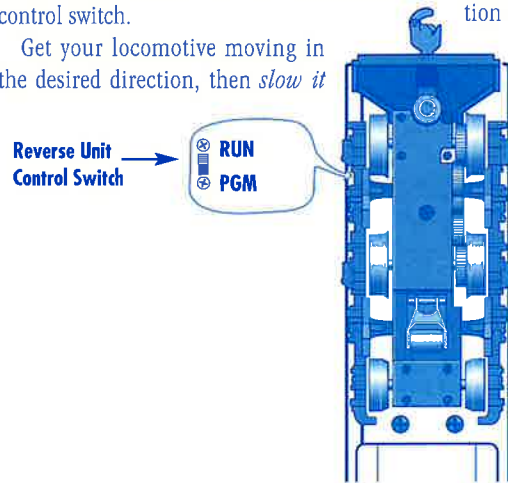 control switch.
Get your locomotive moving in
the desired direction, then slow it
tion
Reverse Unit
Control Switch
RUN
PGM